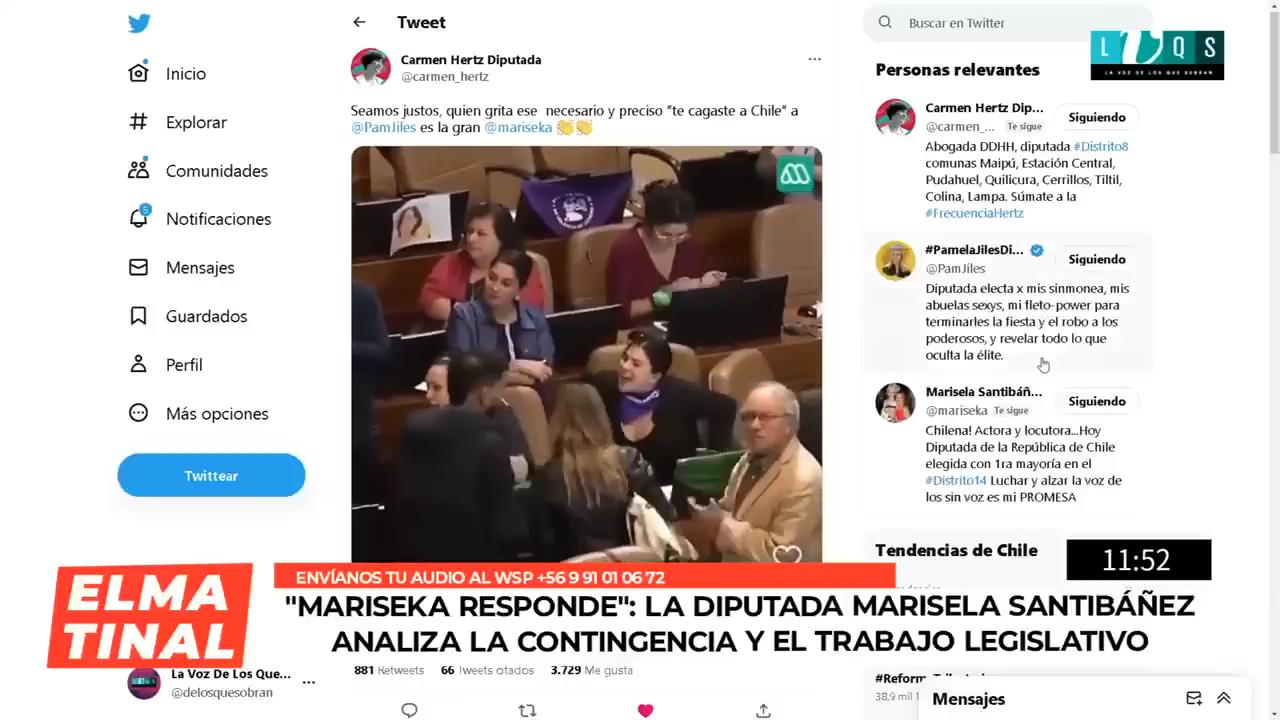 Inicio
Explorar
Comunidades
5
Notificaciones
Mensajes
Guardados
Perfil
Más opciones
Twittear
Tweet
Carmen Hertz Diputada
@carmen_hertz
Seamos justos, quien grita ese necesario y preciso "te cagaste a Chile" a
@PamJiles es la gran @mariseka 👏👏
Buscar en Twitter
L V Q S
LA VOZ DE LOS QUE SOBRAN
Personas relevantes
Carmen Hertz Dip...
@carmen_... Te sigue
Siguiendo
Abogada DDHH, diputada #Distrito8
comunas Maipú, Estación Central,
Pudahuel, Quilicura, Cerrillos, Tiltil,
Colina, Lampa. Súmate a la
#FrecuenciaHertz
#PamelaJilesDi...
@PamJiles
Siguiendo
Diputada electa x mis sinmonea, mis
abuelas sexys, mi fleto-power para
terminarles la fiesta y el robo a los
poderosos, y revelar todo lo que
oculta la élite.
Marisela Santibáñ...
@mariseka Te sigue
Siguiendo
Chilena! Actora y locutora...Hoy
Diputada de la República de Chile
elegida con 1ra mayoría en el
#Distrito14 Luchar y alzar la voz de
los sin voz es mi PROMESA
Tendencias de Chile
11:52
ELMA
TINAL
ENVÍANOS TU AUDIO AL WSP +56 9 91 01 06 72
"MARISEKA RESPONDE": LA DIPUTADA MARISELA SANTIBÁÑEZ
ANALIZA LA CONTINGENCIA Y EL TRABAJO LEGISLATIVO
La Voz De Los Que...
@delosquesobran
881 Retweets 66 Tweets citados 3.729 Me gusta
38,9 mil
Mensajes